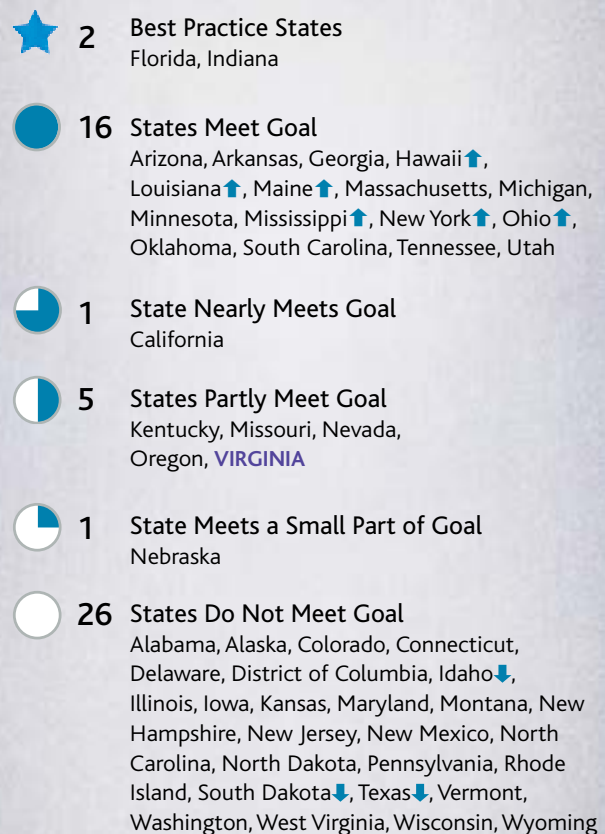 2 Best Practice States
Florida, Indiana
16 States Meet Goal
Arizona, Arkansas, Georgia, Hawaii⬆,
Louisiana⬆, Maine⬆, Massachusetts, Michigan,
Minnesota, Mississippi⬆, New York⬆, Ohio⬆,
Oklahoma, South Carolina, Tennessee, Utah
1 State Nearly Meets Goal
California
5 States Partly Meet Goal
Kentucky, Missouri, Nevada,
Oregon, VIRGINIA
1 State Meets a Small Part of Goal
Nebraska
26 States Do Not Meet Goal
Alabama, Alaska, Colorado, Connecticut,
Delaware, District of Columbia, Idaho⬇,
Illinois, Iowa, Kansas, Maryland, Montana, New
Hampshire, New Jersey, New Mexico, North
Carolina, North Dakota, Pennsylvania, Rhode
Island, South Dakota⬇, Texas⬇, Vermont,
Washington, West Virginia, Wisconsin, Wyoming